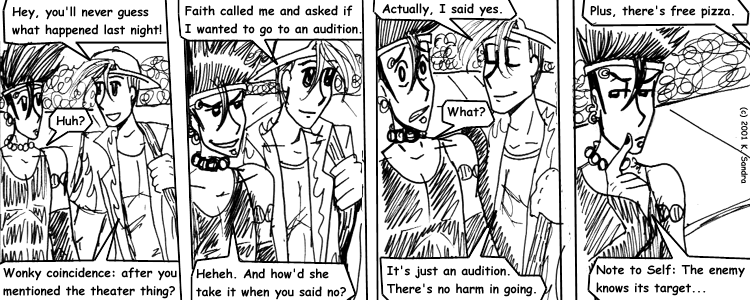 Hey, you'll never guess
what happened last night!
Huh?
Wonky coincidence: after you
mentioned the theater thing?
Faith called me and asked if
I wanted to go to an audition.
Heheh. And how'd she
take it when you said no?
Actually, I said yes.
What?
It's just an audition.
There's no harm in going.
Plus, there's free pizza.
Note to Self: The enemy
knows its target...
(c) 2001 K. Sandra